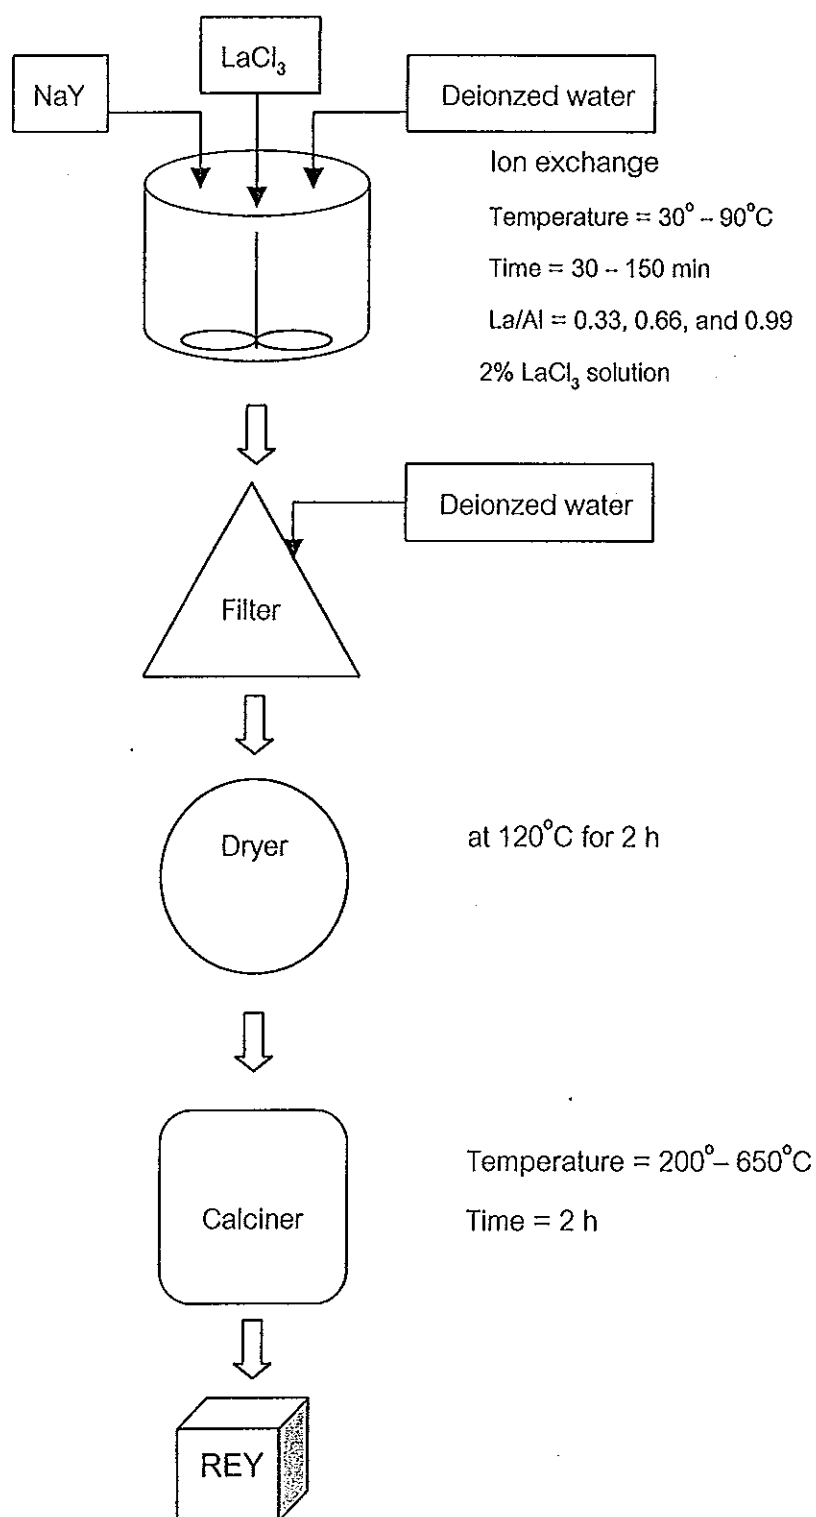 LaCl₃
NaY
Deionzed water
Ion exchange
Temperature = 30° – 90°C
Time = 30 – 150 min
La/Al = 0.33, 0.66, and 0.99
2% LaCl₃ solution
Deionzed water
Filter
Dryer
at 120°C for 2 h
Temperature = 200° – 650°C
Calciner
Time = 2 h
REY